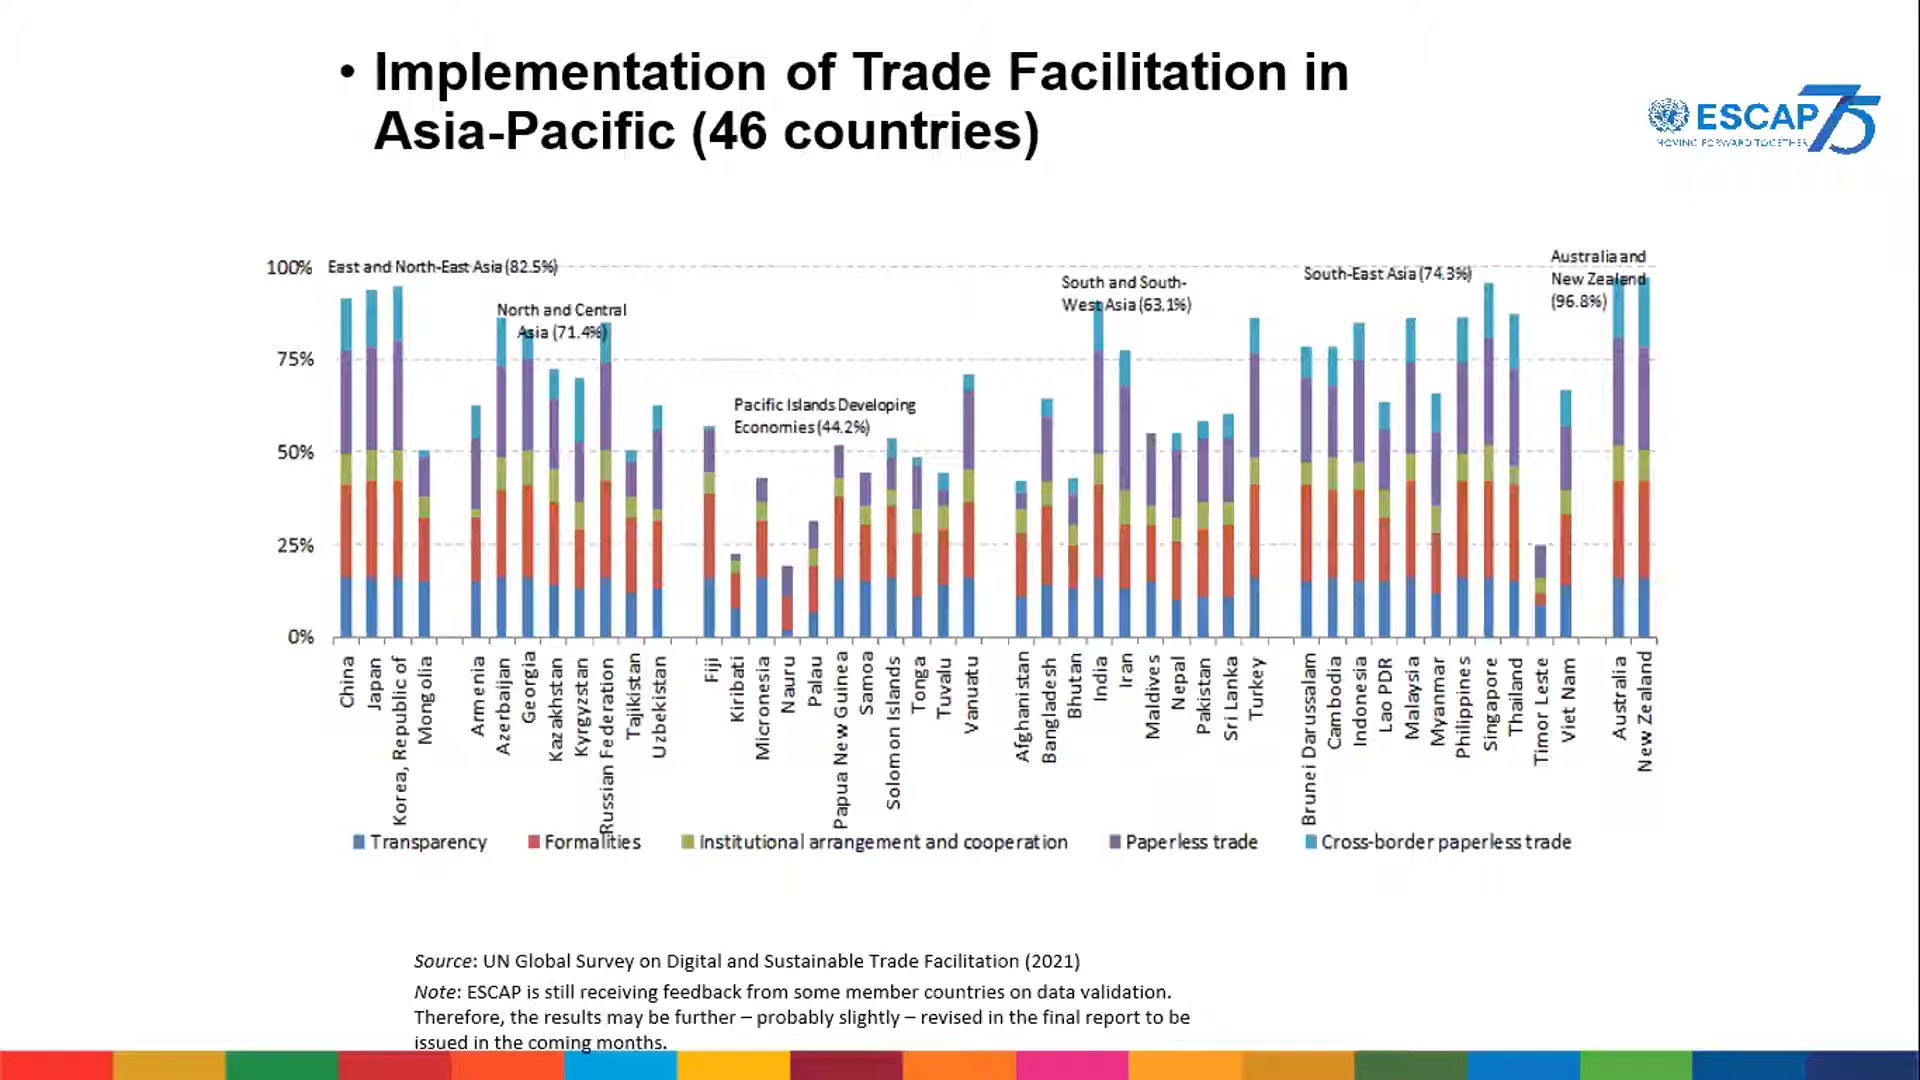 • Implementation of Trade Facilitation in
Asia-Pacific (46 countries)
ESCAP 75
MOVING FORWARD TOGETHER
100%
75%
50%
25%
0%
East and North-East Asia (82.5%)
North and Central
Asia (71.4%)
Pacific Islands Developing
Economies (44.2%)
South and South-
West Asia (63.1%)
South-East Asia (74.3%)
Australia and
New Zealand
(96.8%)
China
Japan
Korea, Republic of
Mongolia
Armenia
Azerbaijan
Georgia
Kazakhstan
Kyrgyzstan
Russian Federation
Tajikistan
Uzbekistan
Fiji
Kiribati
Micronesia
Nauru
Palau
Papua New Guinea
Samoa
Solomon Islands
Tonga
Tuvalu
Vanuatu
Afghanistan
Bangladesh
Bhutan
India
Iran
Maldives
Nepal
Pakistan
Sri Lanka
Turkey
Brunei Darussalam
Cambodia
Indonesia
Lao PDR
Malaysia
Myanmar
Philippines
Singapore
Thailand
Timor Leste
Viet Nam
Australia
New Zealand
Transparency
Formalities
Institutional arrangement and cooperation
Paperless trade
Cross-border paperless trade
Source: UN Global Survey on Digital and Sustainable Trade Facilitation (2021)
Note: ESCAP is still receiving feedback from some member countries on data validation.
Therefore, the results may be further – probably slightly – revised in the final report to be
issued in the coming months.